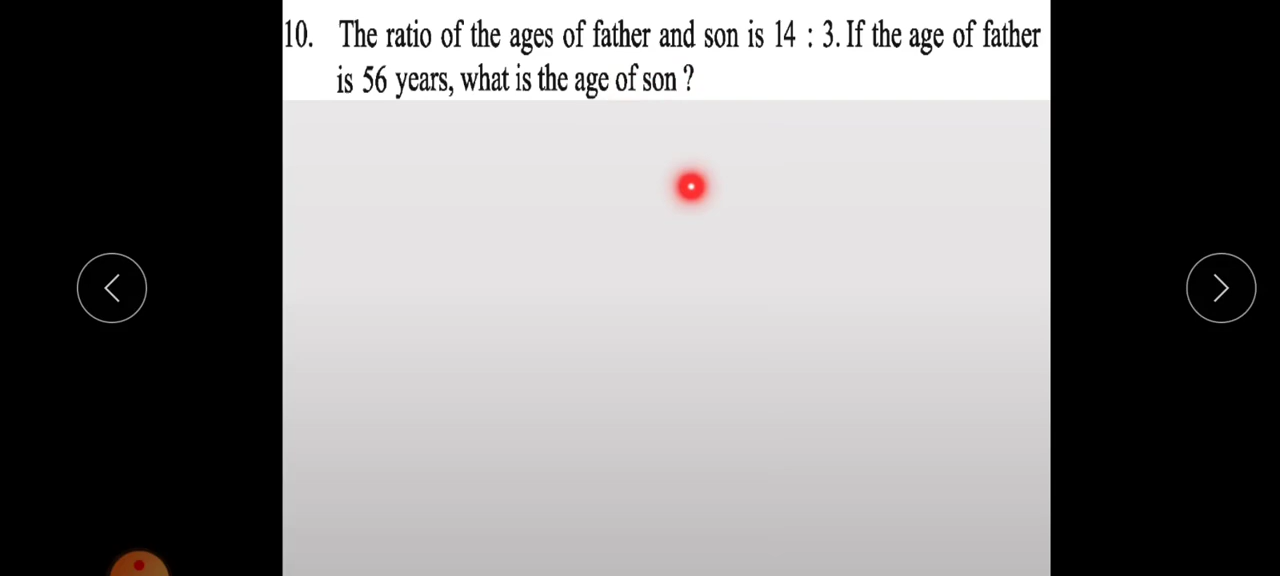 10. The ratio of the ages of father and son is 14 : 3. If the age of father
is 56 years, what is the age of son ?